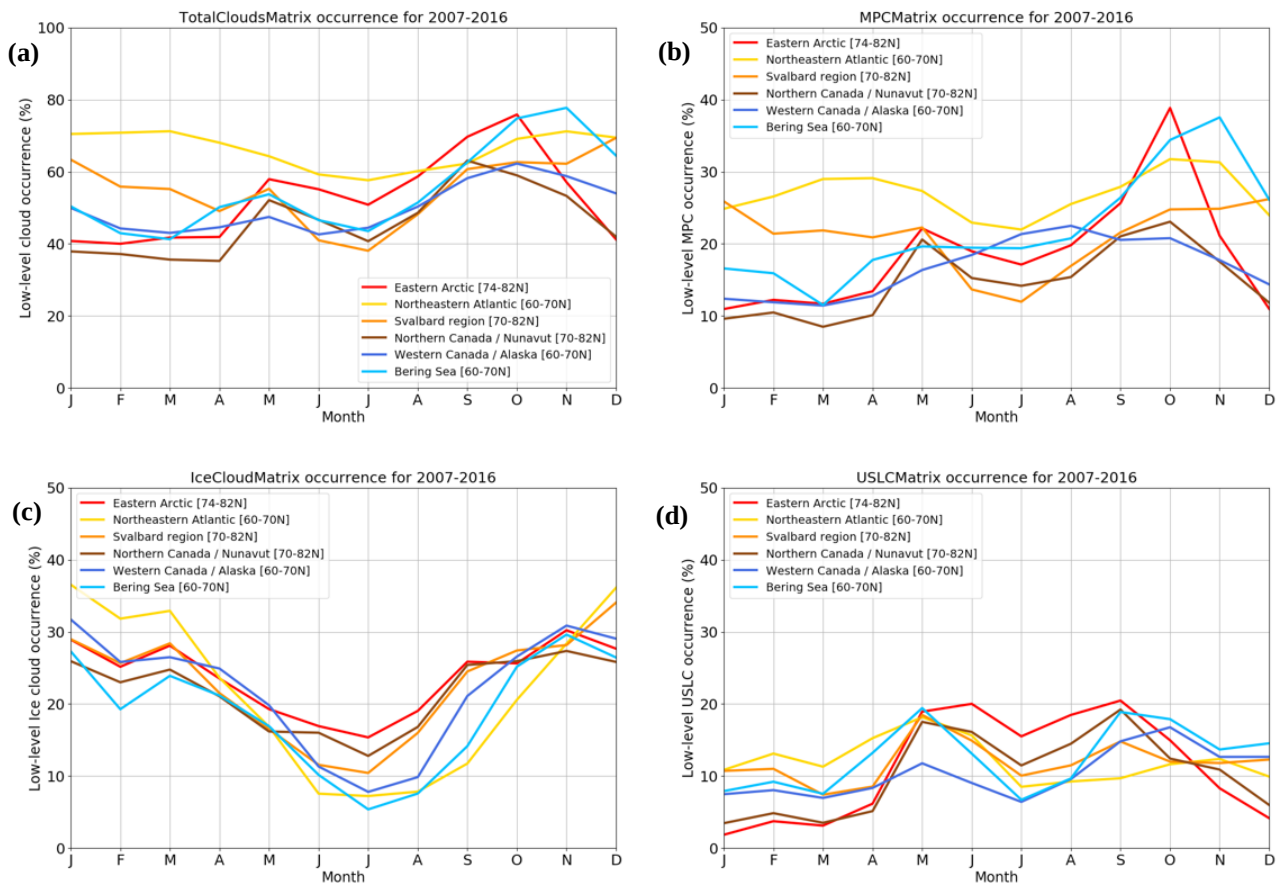 TotalCloudsMatrix occurrence for 2007-2016
(a)
Low-level cloud occurrence (%)
100
80
60
40
20
0
Eastern Arctic [74-82N]
Northeastern Atlantic [60-70N]
Svalbard region [70-82N]
Northern Canada / Nunavut [70-82N]
Western Canada / Alaska [60-70N]
Bering Sea [60-70N]
J F M A M J J A S O N D
Month
MPCMatrix occurrence for 2007-2016
(b)
Low-level MPC occurrence (%)
50
40
30
20
10
0
Eastern Arctic [74-82N]
Northeastern Atlantic [60-70N]
Svalbard region [70-82N]
Northern Canada / Nunavut [70-82N]
Western Canada / Alaska [60-70N]
Bering Sea [60-70N]
J F M A M J J A S O N D
Month
IceCloudMatrix occurrence for 2007-2016
(c)
Low-level Ice cloud occurrence (%)
50
40
30
20
10
0
Eastern Arctic [74-82N]
Northeastern Atlantic [60-70N]
Svalbard region [70-82N]
Northern Canada / Nunavut [70-82N]
Western Canada / Alaska [60-70N]
Bering Sea [60-70N]
J F M A M J J A S O N D
Month
USLCMatrix occurrence for 2007-2016
(d)
Low-level USLC occurrence (%)
50
40
30
20
10
0
Eastern Arctic [74-82N]
Northeastern Atlantic [60-70N]
Svalbard region [70-82N]
Northern Canada / Nunavut [70-82N]
Western Canada / Alaska [60-70N]
Bering Sea [60-70N]
J F M A M J J A S O N D
Month